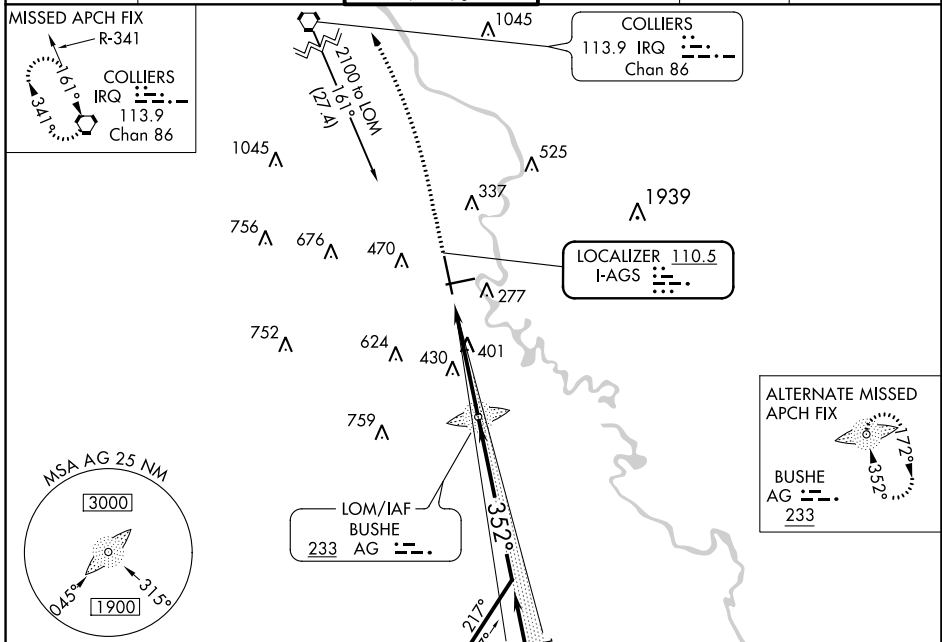 MISSED APCH FIX
R-341
161°
341°
COLLIERS
IRQ
113.9
Chan 86
2100 to LOM
161°
(27.4)
1045
COLLIERS
113.9 IRQ
Chan 86
1045
525
337
1939
756
676
470
LOCALIZER 110.5
I-AGS
277
752
624
430
401
759
ALTERNATE MISSED
APCH FIX
172°
352°
BUSHE
AG
233
MSA AG 25 NM
3000
045°
315°
1900
LOM/IAF
BUSHE
233 AG
352°
217°